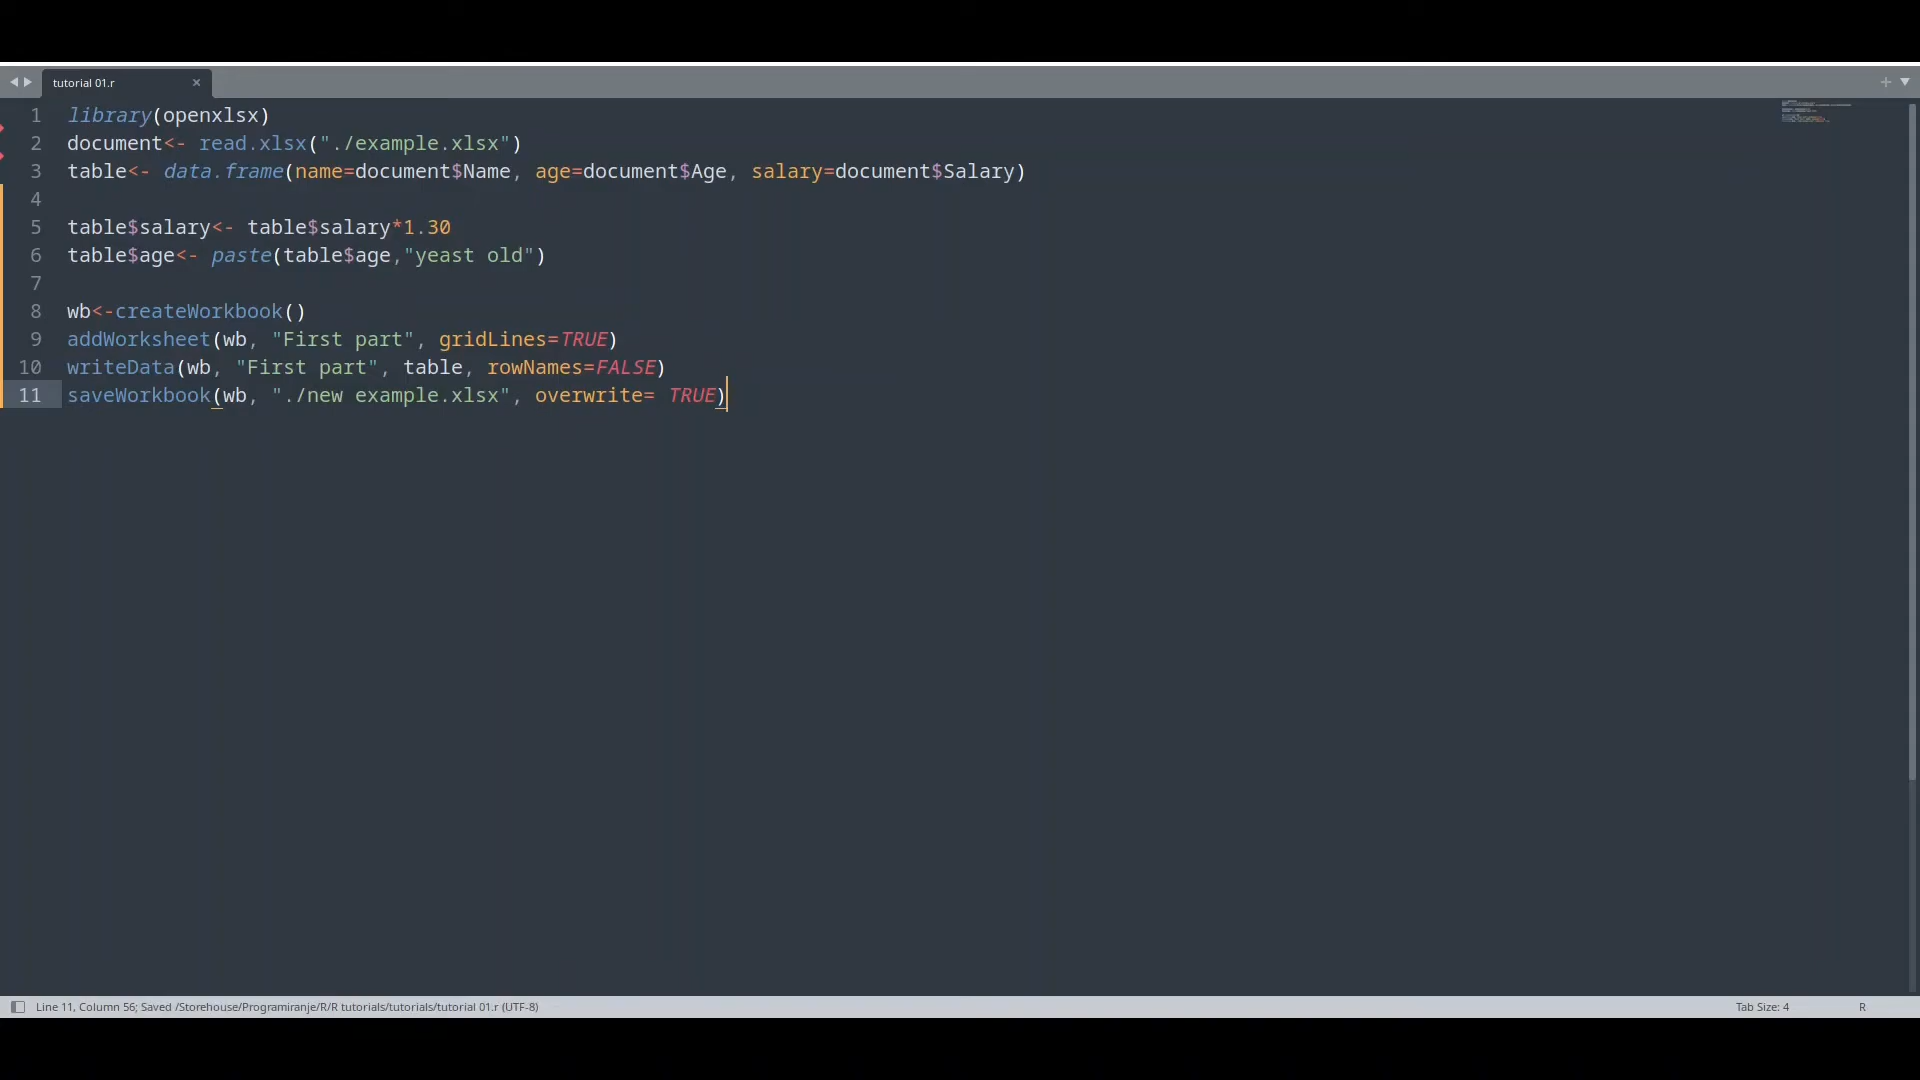 tutorial 01.r ×
1 library(openxlsx)
2 document<- read.xlsx("./example.xlsx")
3 table<- data.frame(name=document$Name, age=document$Age, salary=document$Salary)
4
5 table$salary<- table$salary*1.30
6 table$age<- paste(table$age,"yeast old")
7
8 wb<-createWorkbook()
9 addWorksheet(wb, "First part", gridLines=TRUE)
10 writeData(wb, "First part", table, rowNames=FALSE)
11 saveWorkbook(wb, "./new example.xlsx", overwrite= TRUE)
Line 11, Column 56; Saved /Storehouse/Programiranje/R/R tutorials/tutorials/tutorial 01.r (UTF-8) Tab Size: 4 R